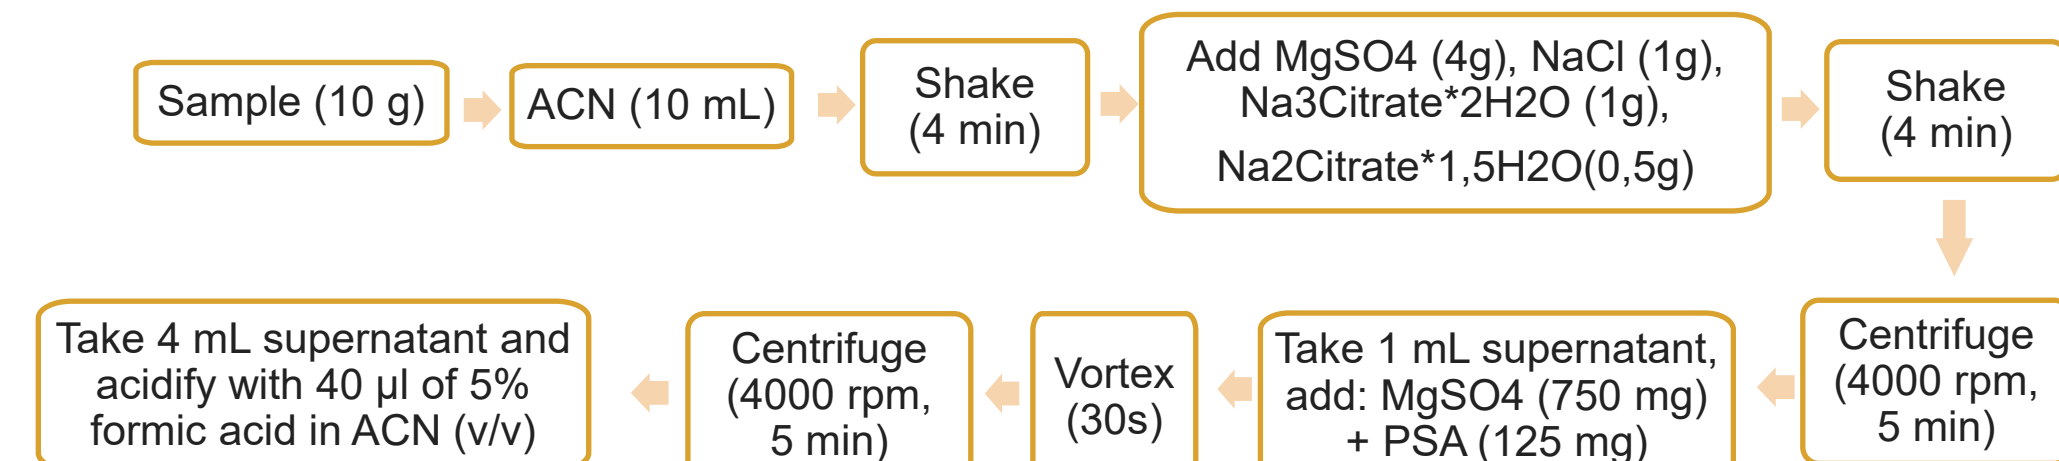 Sample (10 g)
ACN (10 mL)
Shake
(4 min)
Add MgSO4 (4g), NaCl (1g),
Na3Citrate*2H2O (1g),
Na2Citrate*1,5H2O(0,5g)
Shake
(4 min)
Centrifuge
(4000 rpm,
5 min)
Take 1 mL supernatant,
add: MgSO4 (750 mg)
+ PSA (125 mg)
Vortex
(30s)
Centrifuge
(4000 rpm,
5 min)
Take 4 mL supernatant and
acidify with 40 µl of 5%
formic acid in ACN (v/v)